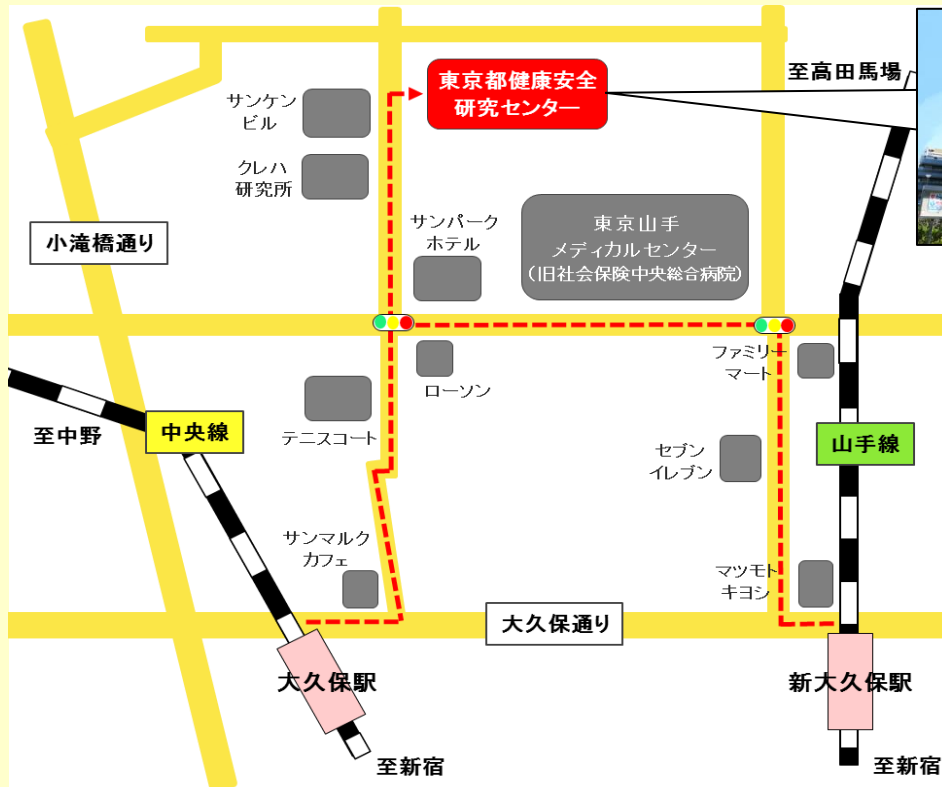 至高田馬場
東京都健康安全
研究センター
サンケン
ビル
クレハ
研究所
小滝橋通り
サンパーク
ホテル
東京山手
メディカルセンター
(旧社会保険中央総合病院)
ファミリー
マート
ローソン
至中野
中央線
テニスコート
山手線
セブン
イレブン
サンマルク
カフェ
マツモト
キヨシ
大久保通り
大久保駅
新大久保駅
至新宿
至新宿